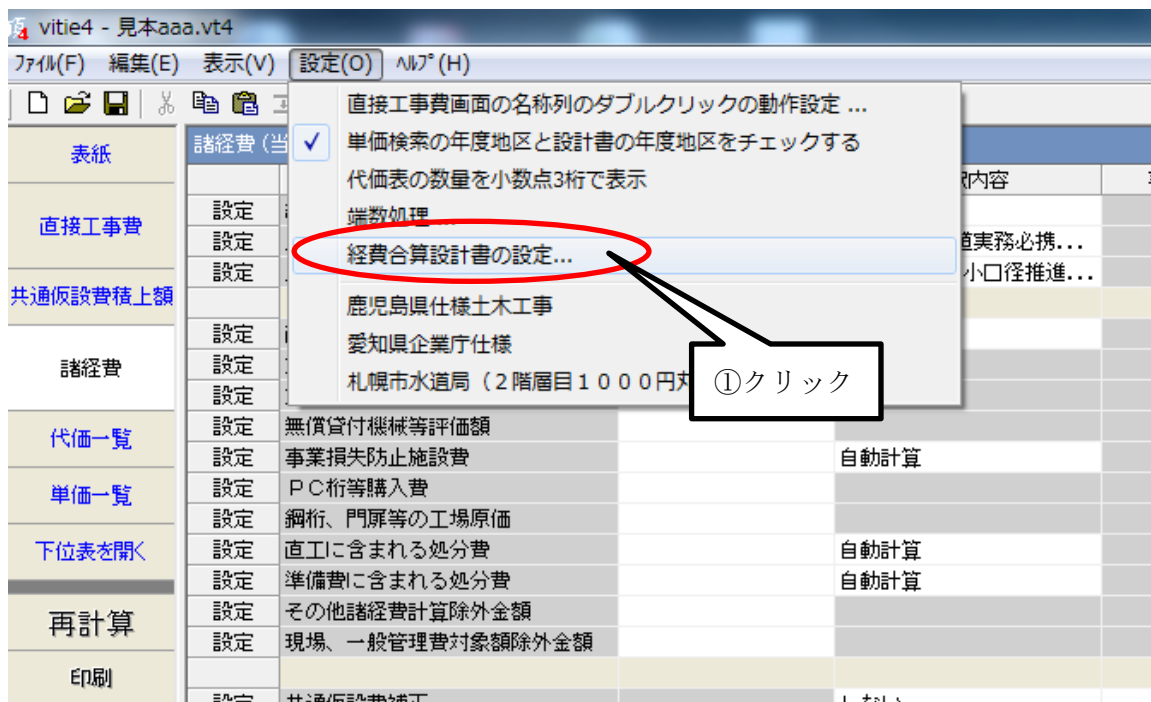 vitie4 - 見本aaa.vt4
ﾌｧｲﾙ(F) 編集(E) 表示(V) 設定(O) ﾍﾙﾌﾟ(H)
直接工事費画面の名称列のダブルクリックの動作設定 ...
単価検索の年度地区と設計書の年度地区をチェックする
代価表の数量を小数点3桁で表示
端数処理 ...
経費合算設計書の設定...
鹿児島県仕様土木工事
愛知県企業庁仕様
札幌市水道局（２階層目１０００円丸
①クリック
表紙
直接工事費
共通仮設費積上額
諸経費
代価一覧
単価一覧
下位表を開く
再計算
印刷
諸経費（当
内容
設定
設定 道実務必携...
設定 小口径推進...
設定
設定
設定
設定 無償貸付機械等評価額
設定 事業損失防止施設費 自動計算
設定 ＰＣ桁等購入費
設定 鋼桁、門扉等の工場原価
設定 直工に含まれる処分費 自動計算
設定 準備費に含まれる処分費 自動計算
設定 その他諸経費計算除外金額
設定 現場、一般管理費対象額除外金額
設定 共通仮設費補正 しない